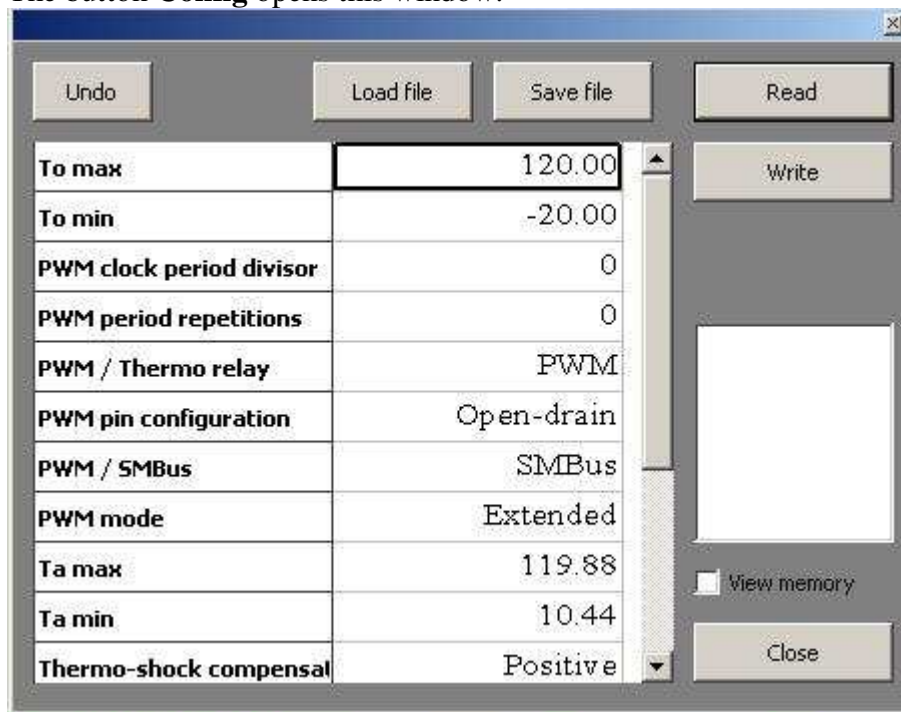 The button Config opens this window:
Undo Load file Save file Read
To max 120.00
Write
To min -20.00
PWM clock period divisor 0
PWM period repetitions 0
PWM / Thermo relay PWM
PWM pin configuration Open-drain
PWM / SMBus SMBus
PWM mode Extended
Ta max 119.88
View memory
Ta min 10.44
Close
Thermo-shock compensat Positive